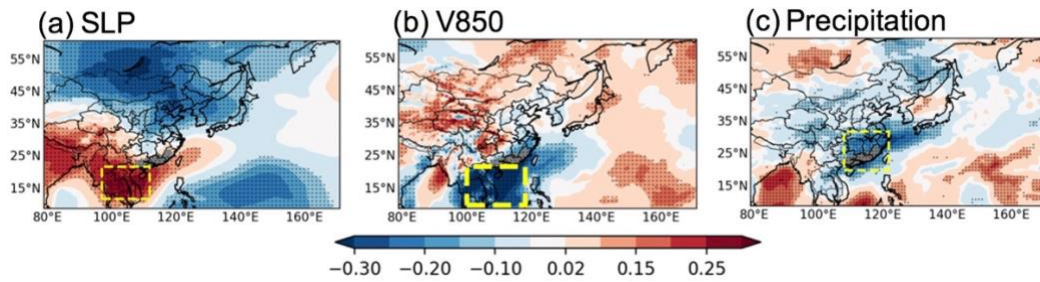 (a) SLP (b) V850 (c) Precipitation
55°N 55°N 55°N
45°N 45°N 45°N
35°N 35°N 35°N
25°N 25°N 25°N
15°N 15°N 15°N
80°E 100°E 120°E 140°E 160°E 80°E 100°E 120°E 140°E 160°E 80°E 100°E 120°E 140°E 160°E
−0.30 −0.20 −0.10 0.02 0.15 0.25